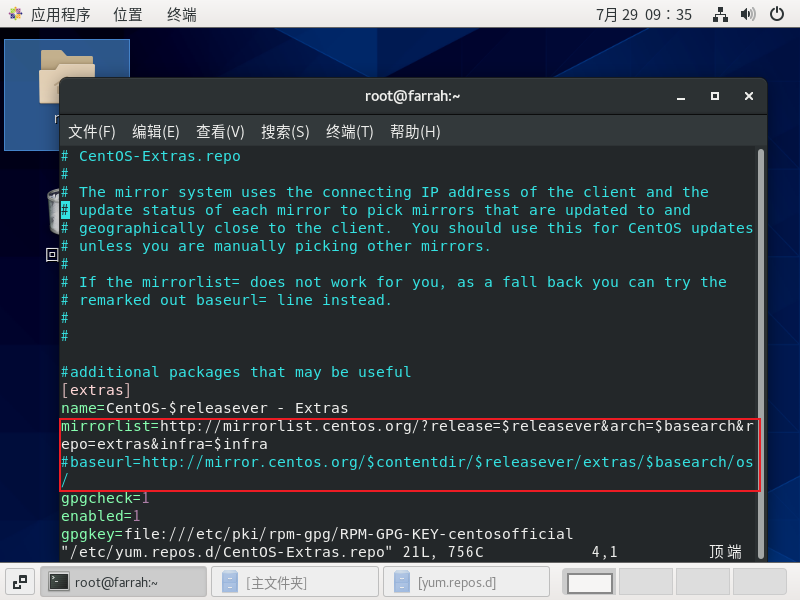 应用程序 位置 终端 7月 29 09：35
root@farrah:~
文件(F) 编辑(E) 查看(V) 搜索(S) 终端(T) 帮助(H)
# CentOS-Extras.repo
#
# The mirror system uses the connecting IP address of the client and the
# update status of each mirror to pick mirrors that are updated to and
# geographically close to the client.  You should use this for CentOS updates
# unless you are manually picking other mirrors.
#
# If the mirrorlist= does not work for you, as a fall back you can try the
# remarked out baseurl= line instead.
#
#
#additional packages that may be useful
[extras]
name=CentOS-$releasever - Extras
mirrorlist=http://mirrorlist.centos.org/?release=$releasever&arch=$basearch&r
epo=extras&infra=$infra
#baseurl=http://mirror.centos.org/$contentdir/$releasever/extras/$basearch/os
/
gpgcheck=1
enabled=1
gpgkey=file:///etc/pki/rpm-gpg/RPM-GPG-KEY-centosofficial
"/etc/yum.repos.d/CentOS-Extras.repo" 21L, 756C 4,1 顶端
root@farrah:~ [主文件夹] [yum.repos.d]